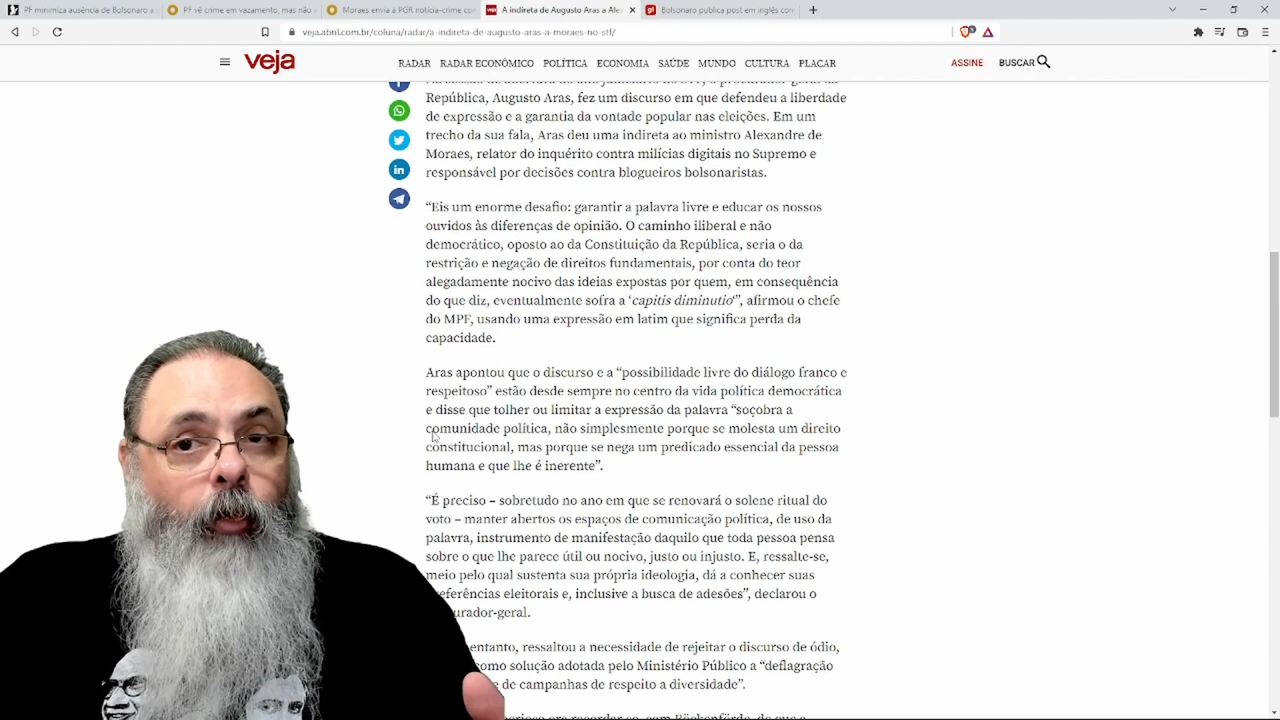 PF minimiza ausência de Bolsonaro a
PF vê crime em vazamento, mas não
Moraes envia à PGR notícia-crime con
A indireta de Augusto Aras a Ale
Bolsonaro publica post em inglês con
veja.abril.com.br/coluna/radar/a-indireta-de-augusto-aras-a-moraes-no-stf/
veja
RADAR RADAR ECONÔMICO POLÍTICA ECONOMIA SAÚDE MUNDO CULTURA PLACAR
ASSINE BUSCAR
República, Augusto Aras, fez um discurso em que defendeu a liberdade
de expressão e a garantia da vontade popular nas eleições. Em um
trecho da sua fala, Aras deu uma indireta ao ministro Alexandre de
Moraes, relator do inquérito contra milícias digitais no Supremo e
responsável por decisões contra blogueiros bolsonaristas.
“Eis um enorme desafio: garantir a palavra livre e educar os nossos
ouvidos às diferenças de opinião. O caminho iliberal e não
democrático, oposto ao da Constituição da República, seria o da
restrição e negação de direitos fundamentais, por conta do teor
alegadamente nocivo das ideias expostas por quem, em consequência
do que diz, eventualmente sofra a ‘capitis diminutio’”, afirmou o chefe
do MPF, usando uma expressão em latim que significa perda da
capacidade.
Aras apontou que o discurso e a “possibilidade livre do diálogo franco e
respeitoso” estão desde sempre no centro da vida política democrática
e disse que tolher ou limitar a expressão da palavra “soçobra a
comunidade política, não simplesmente porque se molesta um direito
constitucional, mas porque se nega um predicado essencial da pessoa
humana e que lhe é inerente”.
“É preciso – sobretudo no ano em que se renovará o solene ritual do
voto – manter abertos os espaços de comunicação política, de uso da
palavra, instrumento de manifestação daquilo que toda pessoa pensa
sobre o que lhe parece útil ou nocivo, justo ou injusto. E, ressalte-se,
meio pelo qual sustenta sua própria ideologia, dá a conhecer suas
eferências eleitorais e, inclusive a busca de adesões”, declarou o
urador-geral.
entanto, ressaltou a necessidade de rejeitar o discurso de ódio,
como solução adotada pelo Ministério Público a “deflagração
de campanhas de respeito a diversidade”.